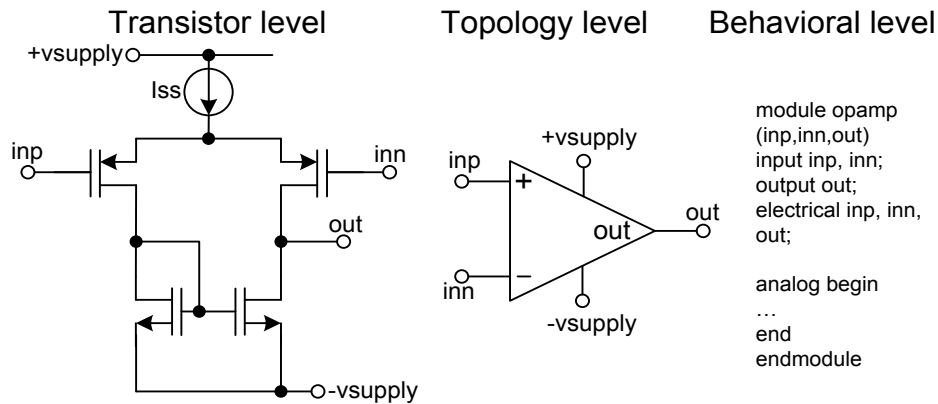 Transistor level
+vsupply
Iss
inp
inn
out
-vsupply
Topology level
+vsupply
inp
+
out
out
−
inn
-vsupply
Behavioral level
module opamp
(inp,inn,out)
input inp, inn;
output out;
electrical inp, inn,
out;
analog begin
…
end
endmodule